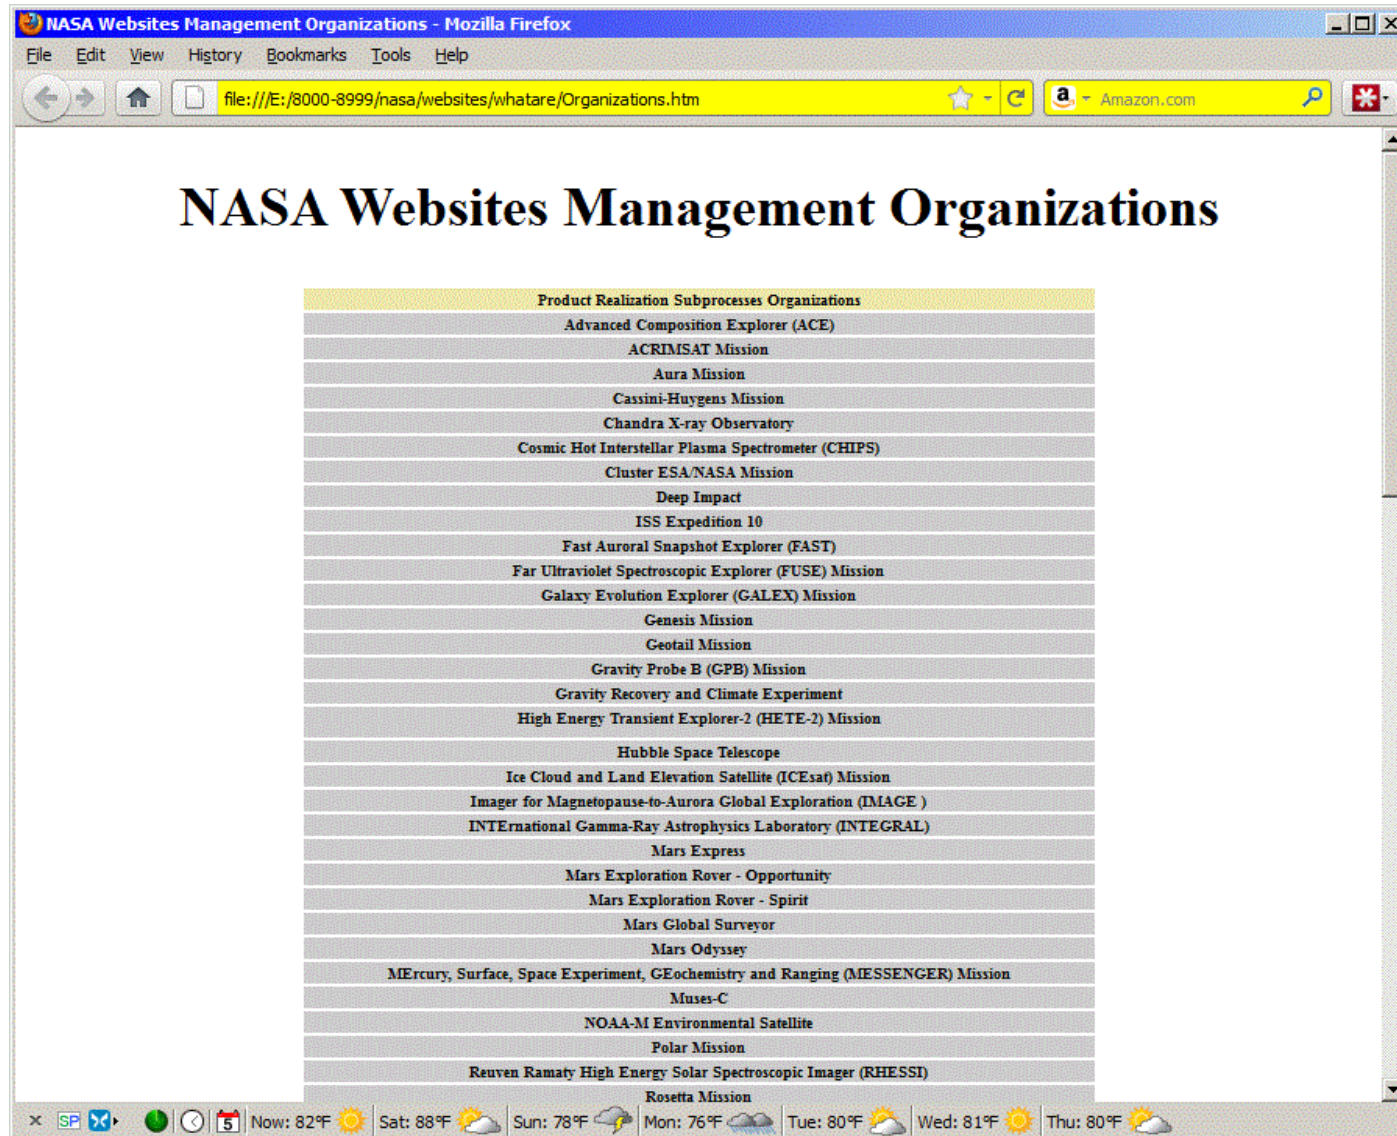 NASA Websites Management Organizations - Mozilla Firefox
File Edit View History Bookmarks Tools Help
file:///E:/8000-8999/nasa/websites/whatare/Organizations.htm a Amazon.com
NASA Websites Management Organizations
Product Realization Subprocesses Organizations
Advanced Composition Explorer (ACE)
ACRIMSAT Mission
Aura Mission
Cassini-Huygens Mission
Chandra X-ray Observatory
Cosmic Hot Interstellar Plasma Spectrometer (CHIPS)
Cluster ESA/NASA Mission
Deep Impact
ISS Expedition 10
Fast Auroral Snapshot Explorer (FAST)
Far Ultraviolet Spectroscopic Explorer (FUSE) Mission
Galaxy Evolution Explorer (GALEX) Mission
Genesis Mission
Geotail Mission
Gravity Probe B (GPB) Mission
Gravity Recovery and Climate Experiment
High Energy Transient Explorer-2 (HETE-2) Mission
Hubble Space Telescope
Ice Cloud and Land Elevation Satellite (ICEsat) Mission
Imager for Magnetopause-to-Aurora Global Exploration (IMAGE )
INTErnational Gamma-Ray Astrophysics Laboratory (INTEGRAL)
Mars Express
Mars Exploration Rover - Opportunity
Mars Exploration Rover - Spirit
Mars Global Surveyor
Mars Odyssey
MErcury, Surface, Space Experiment, GEochemistry and Ranging (MESSENGER) Mission
Muses-C
NOAA-M Environmental Satellite
Polar Mission
Reuven Ramaty High Energy Solar Spectroscopic Imager (RHESSI)
Rosetta Mission
SP 5 Now: 82°F Sat: 88°F Sun: 78°F Mon: 76°F Tue: 80°F Wed: 81°F Thu: 80°F